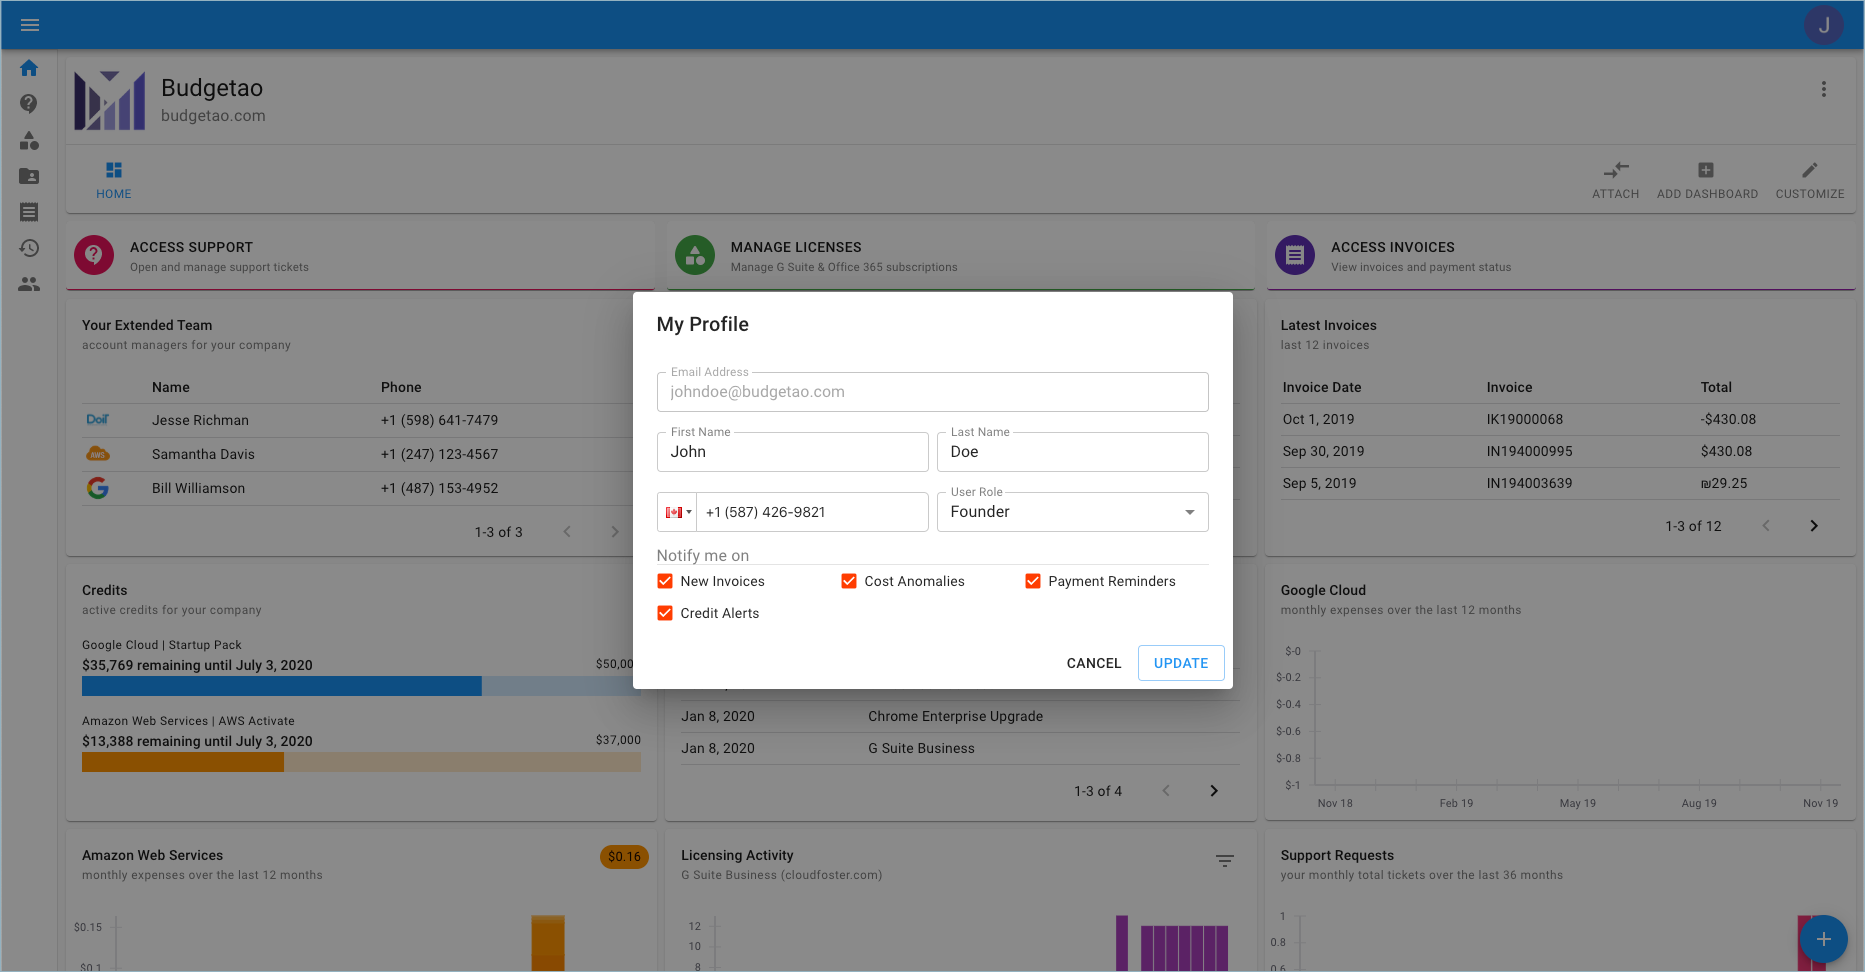 J
Budgetao
budgetao.com
HOME
ATTACH
ADD DASHBOARD
CUSTOMIZE
ACCESS SUPPORT
Open and manage support tickets
MANAGE LICENSES
Manage G Suite & Office 365 subscriptions
ACCESS INVOICES
View invoices and payment status
Your Extended Team
account managers for your company
Name Phone
DoiT Jesse Richman +1 (598) 641-7479
AWS Samantha Davis +1 (247) 123-4567
G Bill Williamson +1 (487) 153-4952
1-3 of 3
My Profile
Email Address
johndoe@budgetao.com
First Name
John
Last Name
Doe
+1 (587) 426-9821
User Role
Founder
Notify me on
New Invoices
Cost Anomalies
Payment Reminders
Credit Alerts
CANCEL
UPDATE
Latest Invoices
last 12 invoices
Invoice Date Invoice Total
Oct 1, 2019 IK19000068 -$430.08
Sep 30, 2019 IN194000995 $430.08
Sep 5, 2019 IN194003639 ₪29.25
1-3 of 12
Credits
active credits for your company
Google Cloud | Startup Pack
$35,769 remaining until July 3, 2020
$50,00
Amazon Web Services | AWS Activate
$13,388 remaining until July 3, 2020
$37,000
Jan 8, 2020 Chrome Enterprise Upgrade
Jan 8, 2020 G Suite Business
1-3 of 4
Google Cloud
monthly expenses over the last 12 months
$-0
$-0.2
$-0.4
$-0.6
$-0.8
$-1
Nov 18 Feb 19 May 19 Aug 19 Nov 19
Amazon Web Services
monthly expenses over the last 12 months
$0.16
$0.15
$0.1
Licensing Activity
G Suite Business (cloudfoster.com)
12
10
8
Support Requests
your monthly total tickets over the last 36 months
1
0.8
0.6